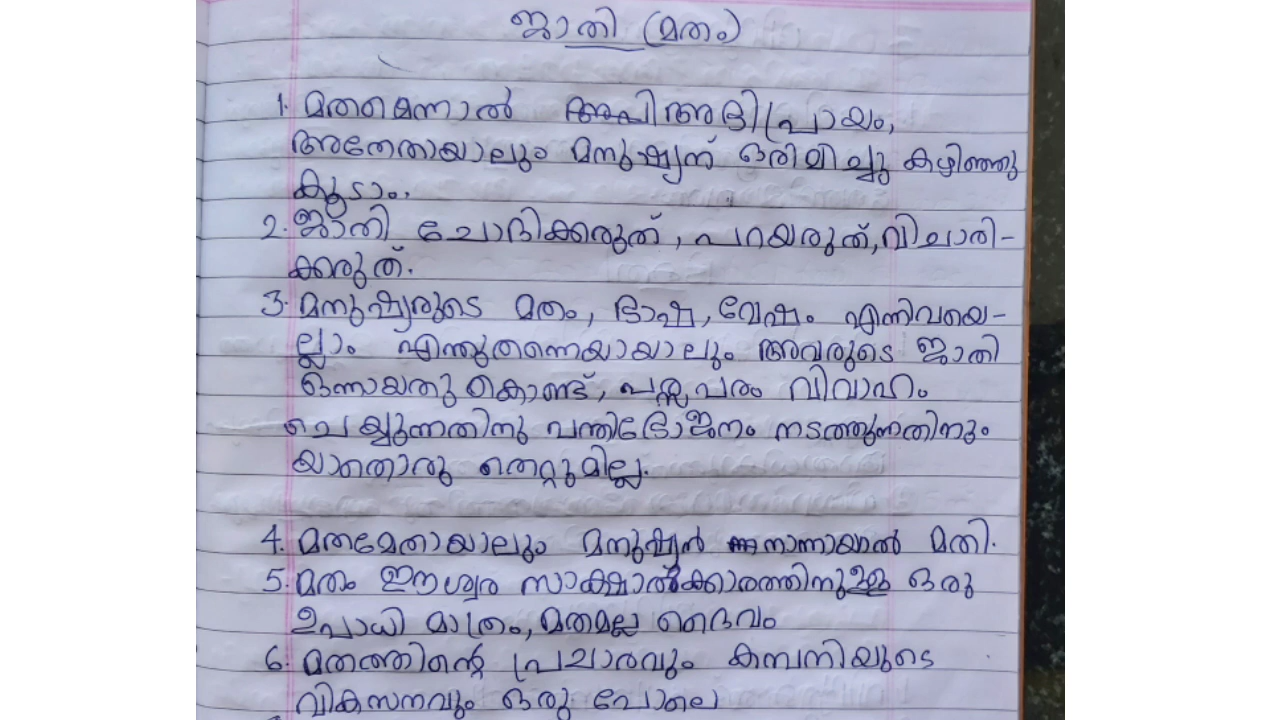 ജാതി (മതം)
1. മതമെന്നാൽ അഭിപ്രായം,
അതേതായാലും മനുഷ്യന് ഒരുമിച്ചു കഴിഞ്ഞു
കൂടാം.
2. ജാതി ചോദിക്കരുത്, പറയരുത്, വിചാരി-
ക്കരുത്.
3. മനുഷ്യരുടെ മതം, ഭാഷ, വേഷം എന്നിവയെ-
ല്ലാം എന്തുതന്നെയായാലും അവരുടെ ജാതി
ഒന്നായതു കൊണ്ട്, പരസ്പരം വിവാഹം
ചെയ്യുന്നതിനു പന്തിഭോജനം നടത്തുന്നതിനും
യാതൊരു തെറ്റുമില്ല.
4. മതമേതായാലും മനുഷ്യൻ നന്നായാൽ മതി.
5. മതം ഈശ്വര സാക്ഷാൽക്കാരത്തിനുള്ള ഒരു
ഉപാധി മാത്രം, മതമല്ല ദൈവം
6. മതത്തിന്റെ പ്രചാരവും കമ്പനിയുടെ
വികസനവും ഒരു പോലെ